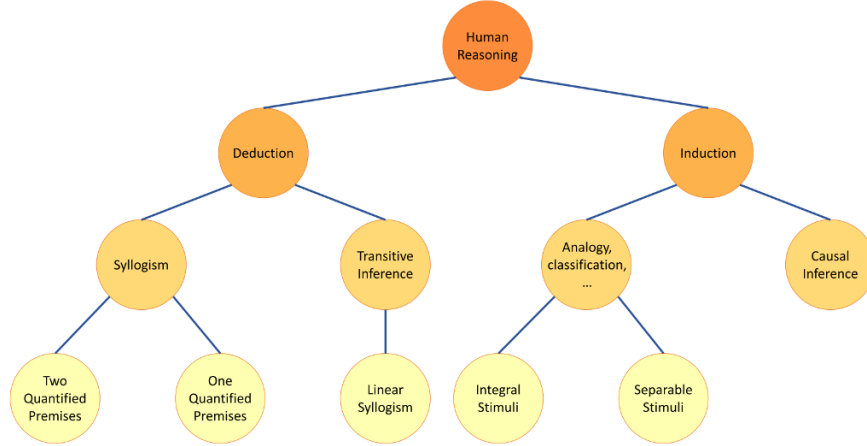 Human
Reasoning
Deduction
Induction
Syllogism
Transitive
Inference
Analogy,
classification,
...
Causal
Inference
Two
Quantified
Premises
One
Quantified
Premises
Linear
Syllogism
Integral
Stimuli
Separable
Stimuli